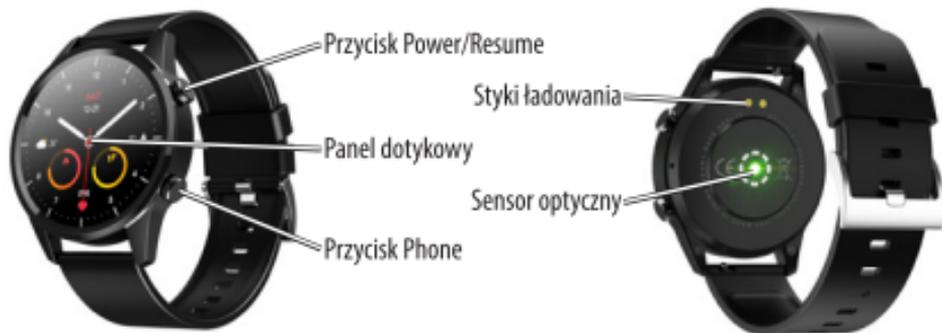 Przycisk Power/Resume
Panel dotykowy
Przycisk Phone
Styki ładowania
Sensor optyczny